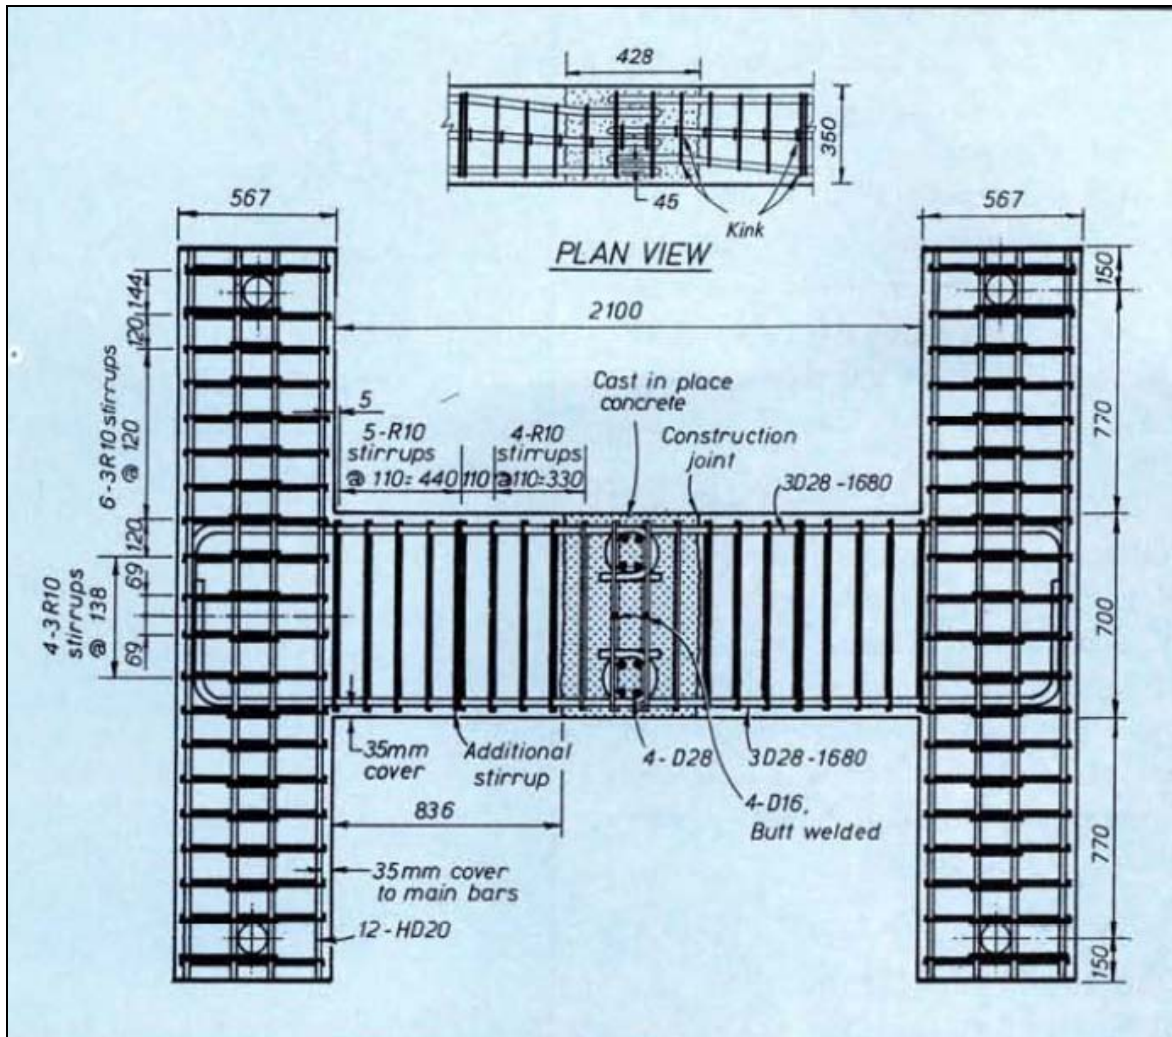 428
350
45
Kink
PLAN VIEW
567
567
144
120
6-3R10 stirrups
@ 120
120
69
4-3R10
stirrups
@ 138
69
150
770
700
770
150
2100
Cast in place
concrete
Construction
joint
5
5-R10
stirrups
@ 110= 440
110
4-R10
stirrups
@110=330
3D28-1680
35mm
cover
Additional
stirrup
4-D28
3D28-1680
4-D16,
Butt welded
836
35mm cover
to main bars
12-HD20